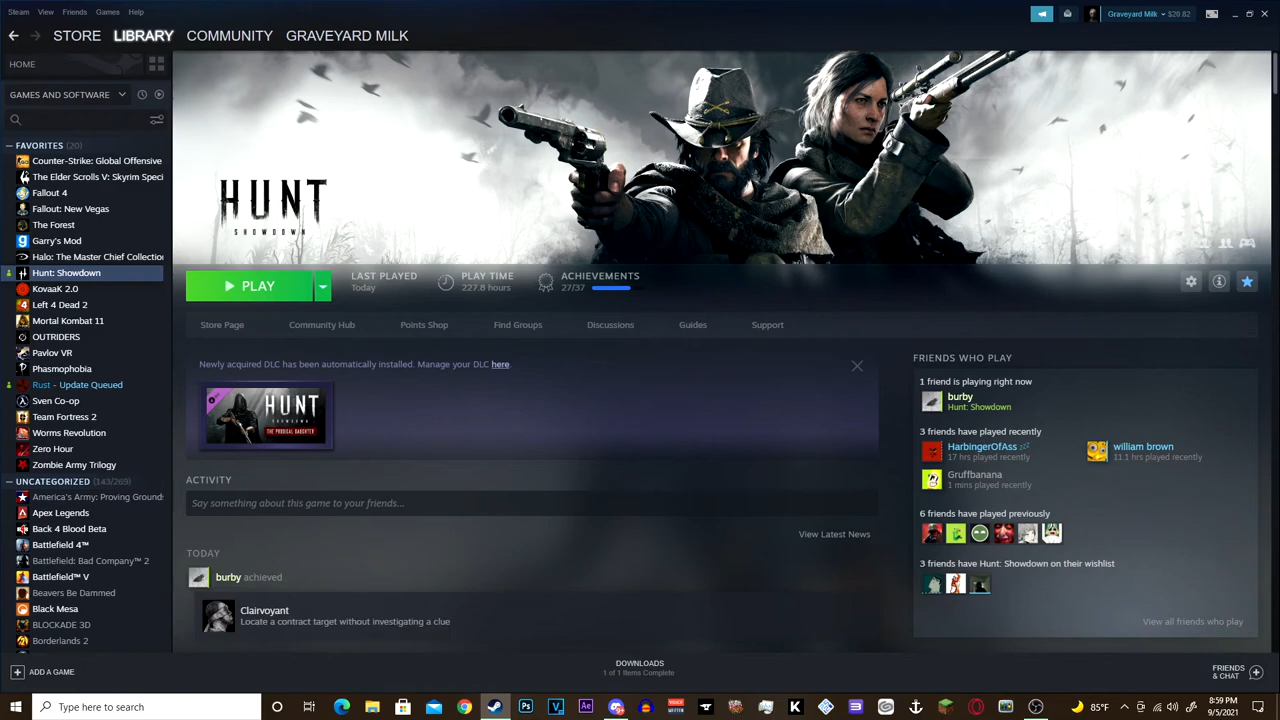 Steam View Friends Games Help
Graveyard Milk $20.82
STORE LIBRARY COMMUNITY GRAVEYARD MILK
HOME
GAMES AND SOFTWARE
FAVORITES (20)
Counter-Strike: Global Offensive
The Elder Scrolls V: Skyrim Speci
Fallout 4
Fallout: New Vegas
The Forest
Garry's Mod
Halo: The Master Chief Collection
Hunt: Showdown
KovaaK 2.0
Left 4 Dead 2
Mortal Kombat 11
OUTRIDERS
Pavlov VR
Phasmophobia
Rust - Update Queued
Sven Co-op
Team Fortress 2
Worms Revolution
Zero Hour
Zombie Army Trilogy
UNCATEGORIZED (143/269)
America's Army: Proving Grounds
Apex Legends
Back 4 Blood Beta
Battlefield 4™
Battlefield: Bad Company™ 2
Battlefield™ V
Beavers Be Dammed
Black Mesa
BLOCKADE 3D
Borderlands 2
ADD A GAME
HUNT
SHOWDOWN
PLAY
LAST PLAYED
Today
PLAY TIME
227.8 hours
ACHIEVEMENTS
27/37
Store Page Community Hub Points Shop Find Groups Discussions Guides Support
Newly acquired DLC has been automatically installed. Manage your DLC here.
HUNT
SHOWDOWN
THE PRODIGAL DAUGHTER
ACTIVITY
Say something about this game to your friends...
View Latest News
TODAY
burby achieved
Clairvoyant
Locate a contract target without investigating a clue
FRIENDS WHO PLAY
1 friend is playing right now
burby
Hunt: Showdown
3 friends have played recently
HarbingerOfAss zz
17 hrs played recently
william brown
11.1 hrs played recently
Gruffbanana
1 mins played recently
6 friends have played previously
3 friends have Hunt: Showdown on their wishlist
View all friends who play
DOWNLOADS
1 of 1 Items Complete
FRIENDS
& CHAT
Type here to search
Ps
V
Ae
K
85°F
8:59 PM
9/5/2021